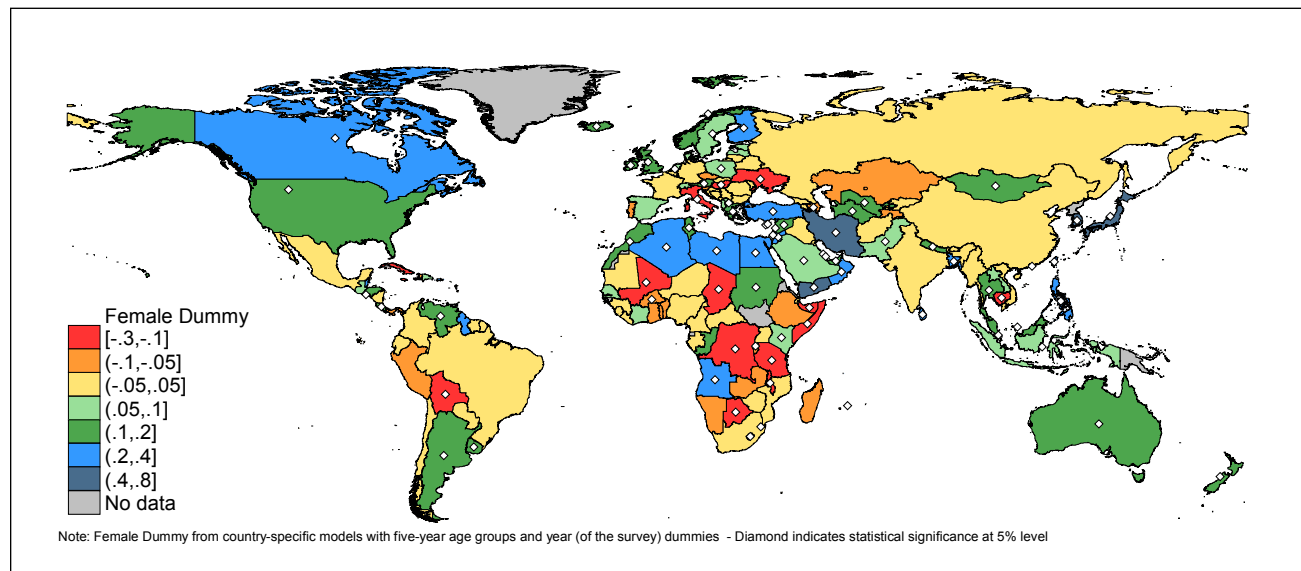 Female Dummy
[-.3,-.1]
(-.1,-.05]
(-.05,.05]
(.05,.1]
(.1,.2]
(.2,.4]
(.4,.8]
No data
Note: Female Dummy from country-specific models with five-year age groups and year (of the survey) dummies - Diamond indicates statistical significance at 5% level